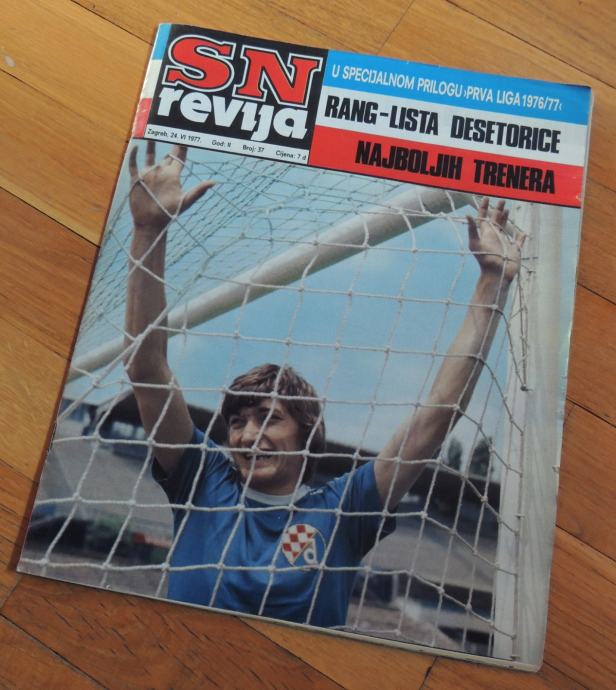 SN
revija
Zagreb, 24. VI 1977. God: II Broj: 37 Cijena: 7 d
U SPECIJALNOM PRILOGU ›PRVA LIGA 1976/77‹
RANG-LISTA DESETORICE
NAJBOLJIH TRENERA
d